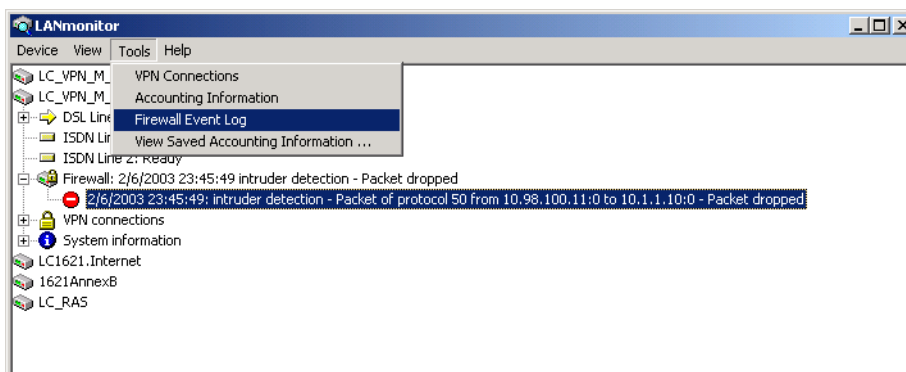 LANmonitor
Device View Tools Help
VPN Connections
Accounting Information
Firewall Event Log
View Saved Accounting Information ...
LC_VPN_M_
LC_VPN_M_
DSL Line
ISDN Lin
ISDN Line 2: Ready
Firewall: 2/6/2003 23:45:49 intruder detection - Packet dropped
2/6/2003 23:45:49: intruder detection - Packet of protocol 50 from 10.98.100.11:0 to 10.1.1.10:0 - Packet dropped
VPN connections
System information
LC1621.Internet
1621AnnexB
LC_RAS